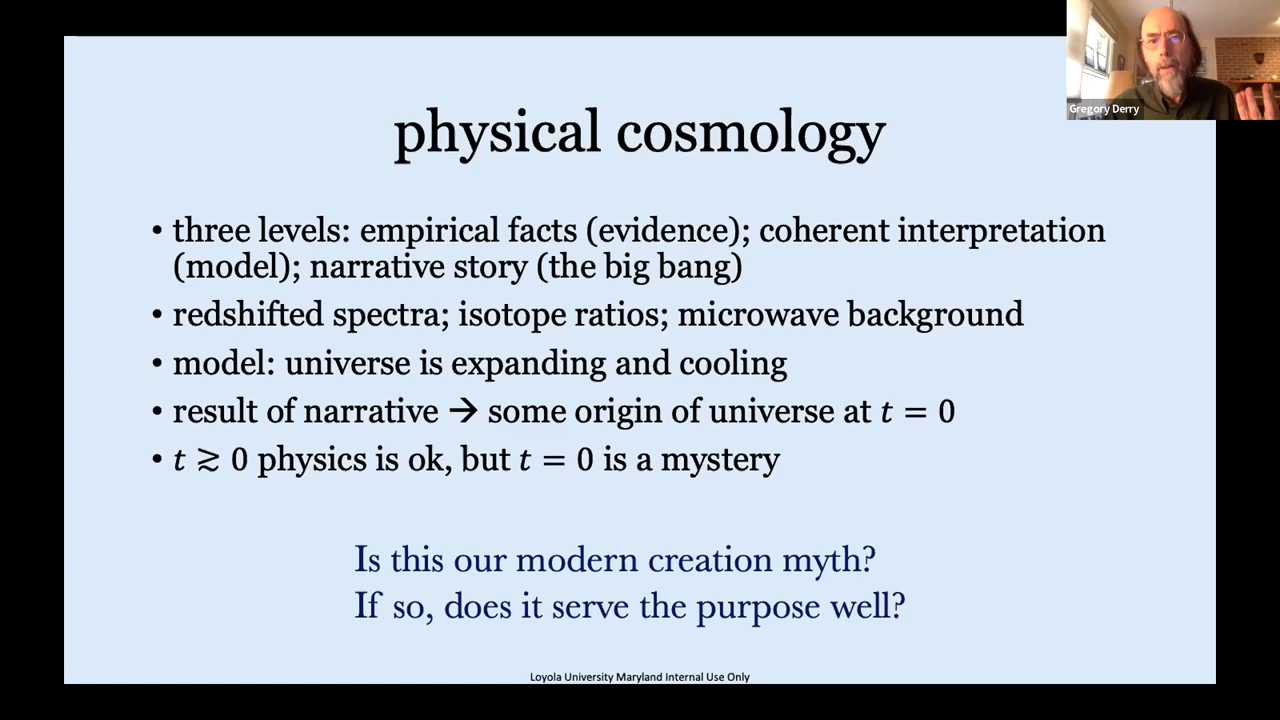 Gregory Derry
physical cosmology
• three levels: empirical facts (evidence); coherent interpretation
(model); narrative story (the big bang)
• redshifted spectra; isotope ratios; microwave background
• model: universe is expanding and cooling
• result of narrative → some origin of universe at t = 0
• t ≳ 0 physics is ok, but t = 0 is a mystery
Is this our modern creation myth?
If so, does it serve the purpose well?
Loyola University Maryland Internal Use Only